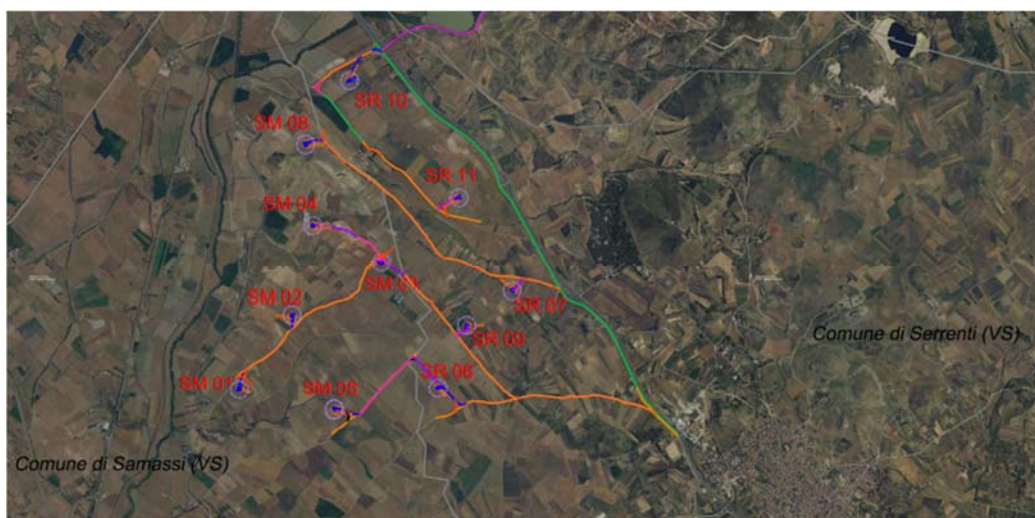 SR 10
SM 08
SR 11
SM 04
SM 03
SM 02
SR 07
SR 09
Comune di Serrenti (VS)
SM 01
SM 05
SR 06
Comune di Samassi (VS)